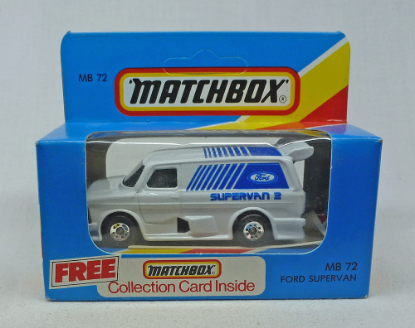 MB 72
MATCHBOX®
Ford
SUPERVAN 2
FREE
MATCHBOX
Collection Card Inside
MB 72
FORD SUPERVAN